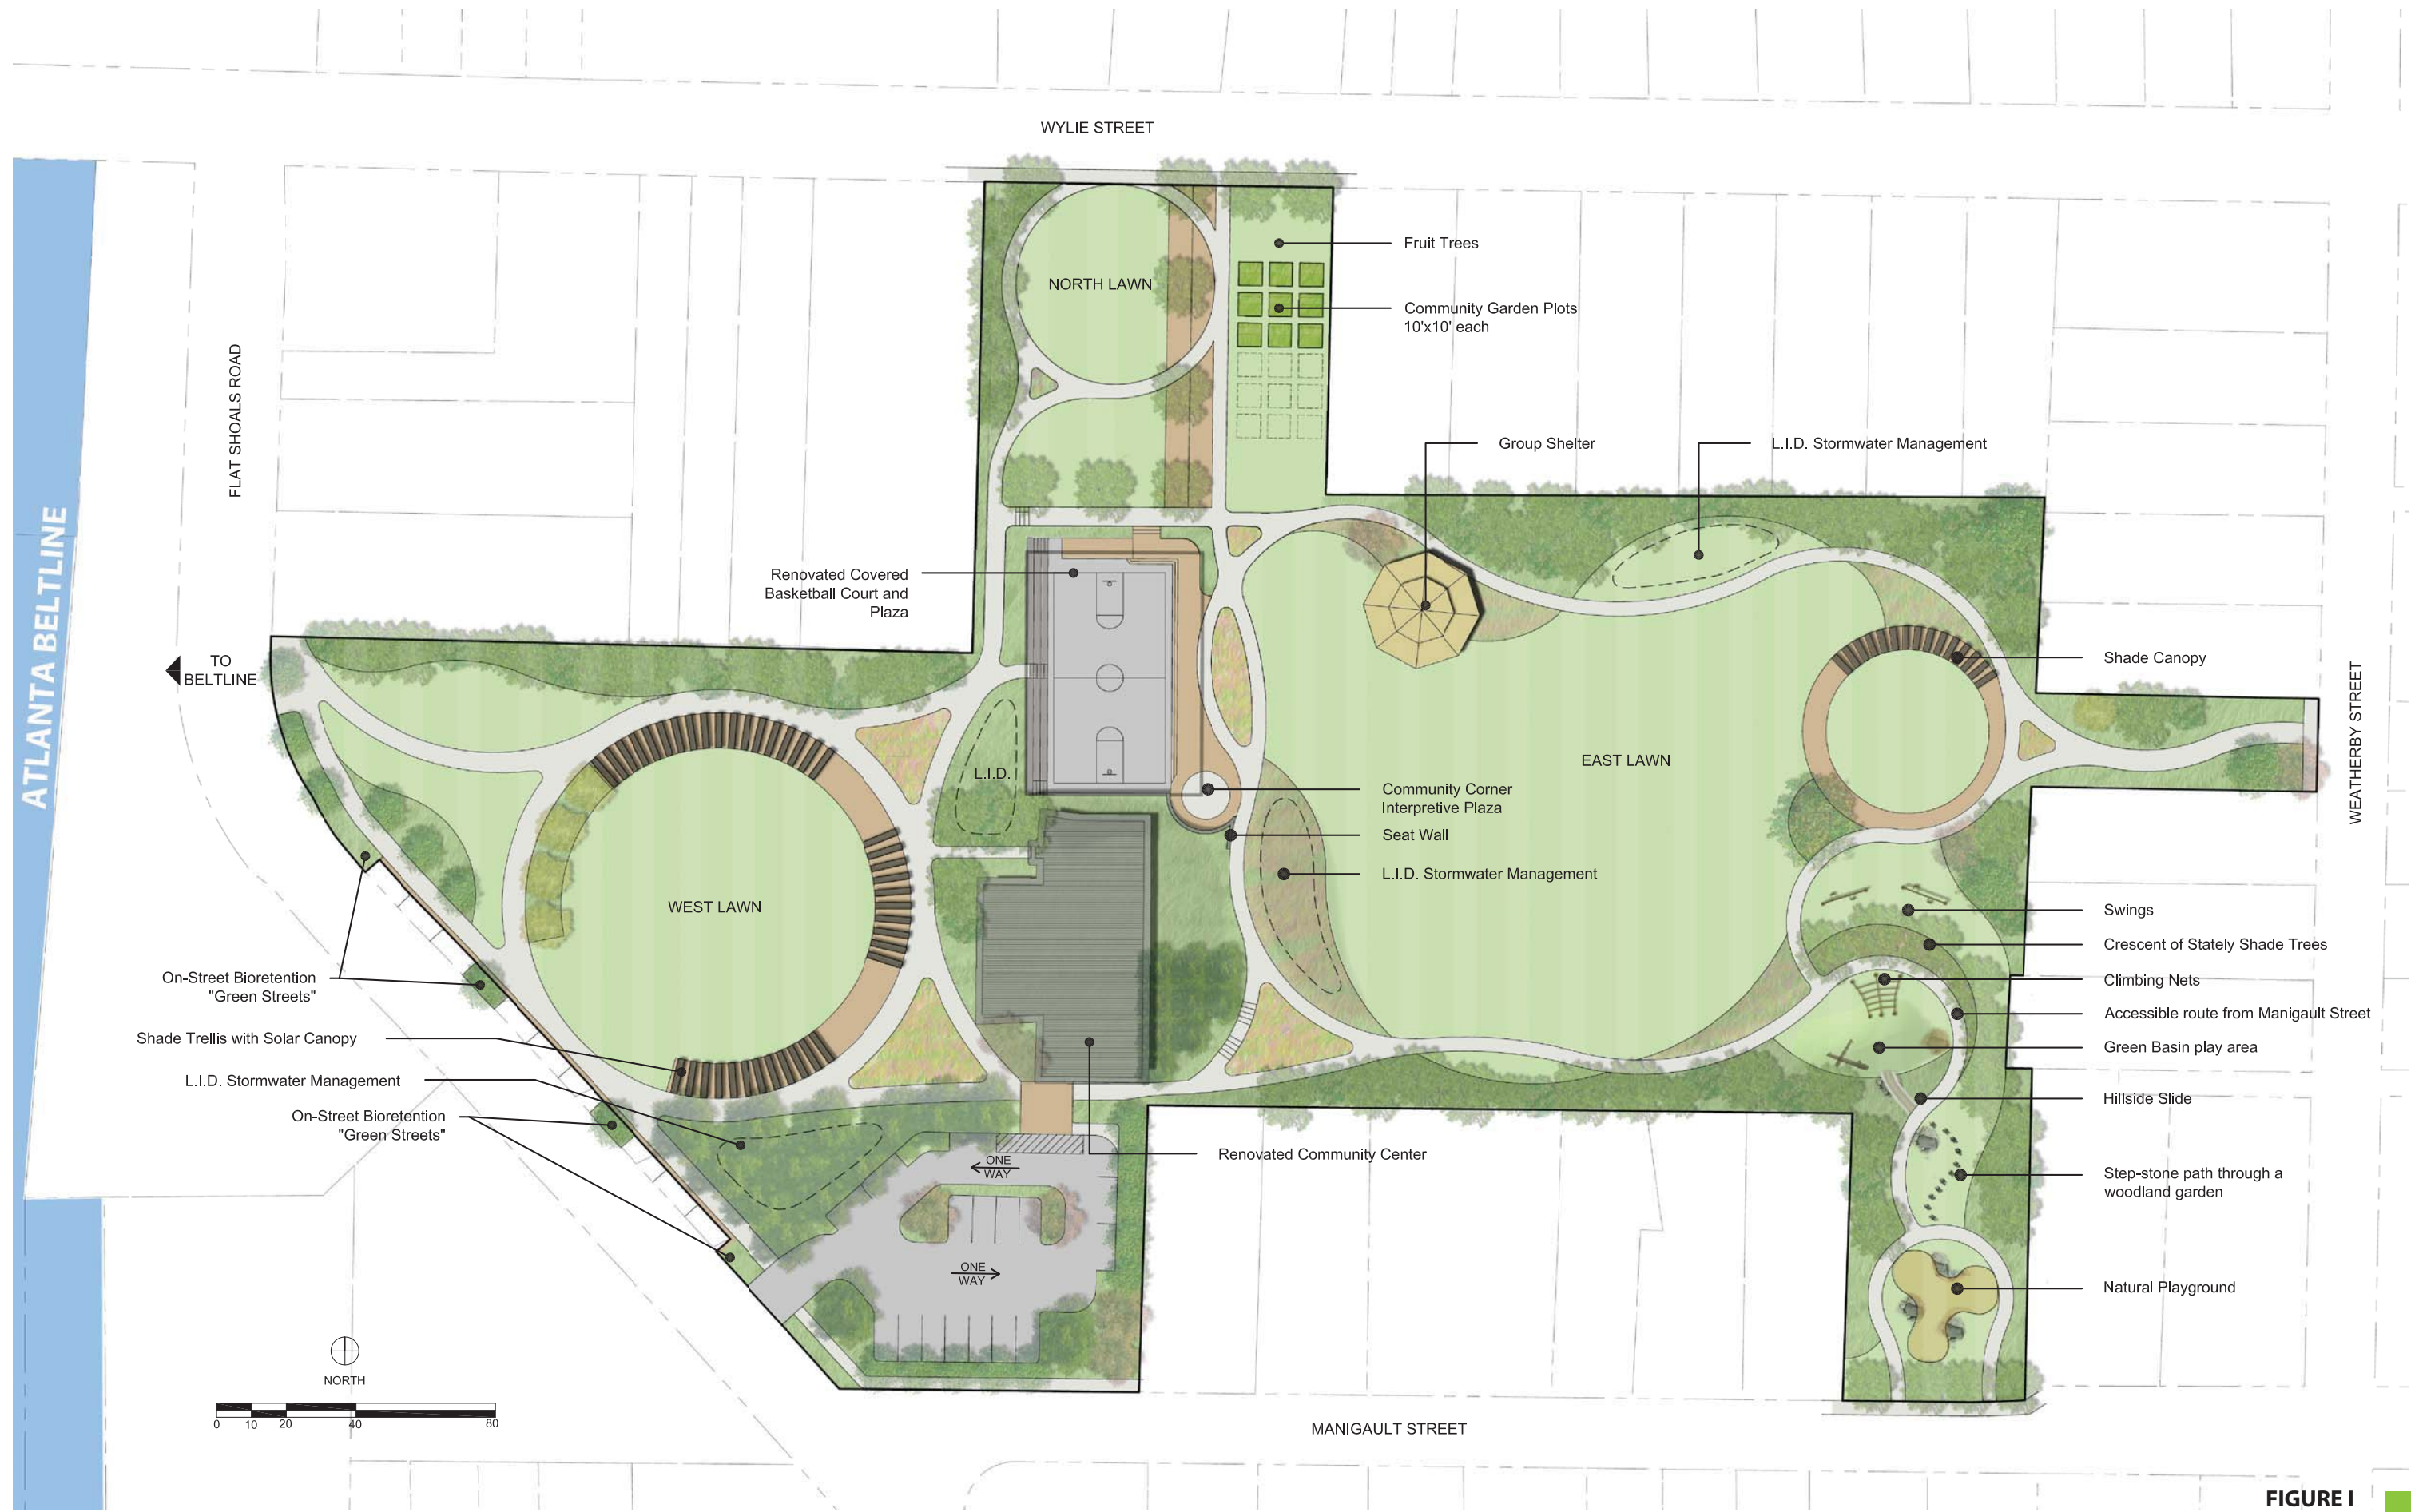 WYLIE STREET
Fruit Trees
NORTH LAWN
Community Garden Plots
10'x10' each
FLAT SHOALS ROAD
Group Shelter
L.I.D. Stormwater Management
ATLANTA BELTLINE
Renovated Covered
Basketball Court and
Plaza
TO
BELTLINE
Shade Canopy
WEATHERBY STREET
EAST LAWN
L.I.D.
Community Corner
Interpretive Plaza
Seat Wall
L.I.D. Stormwater Management
WEST LAWN
Swings
Crescent of Stately Shade Trees
On-Street Bioretention
"Green Streets"
Climbing Nets
Accessible route from Manigault Street
Shade Trellis with Solar Canopy
Green Basin play area
L.I.D. Stormwater Management
Hillside Slide
On-Street Bioretention
"Green Streets"
Renovated Community Center
ONE
WAY
Step-stone path through a
woodland garden
ONE
WAY
Natural Playground
NORTH
0 10 20 40 80
MANIGAULT STREET
FIGURE I